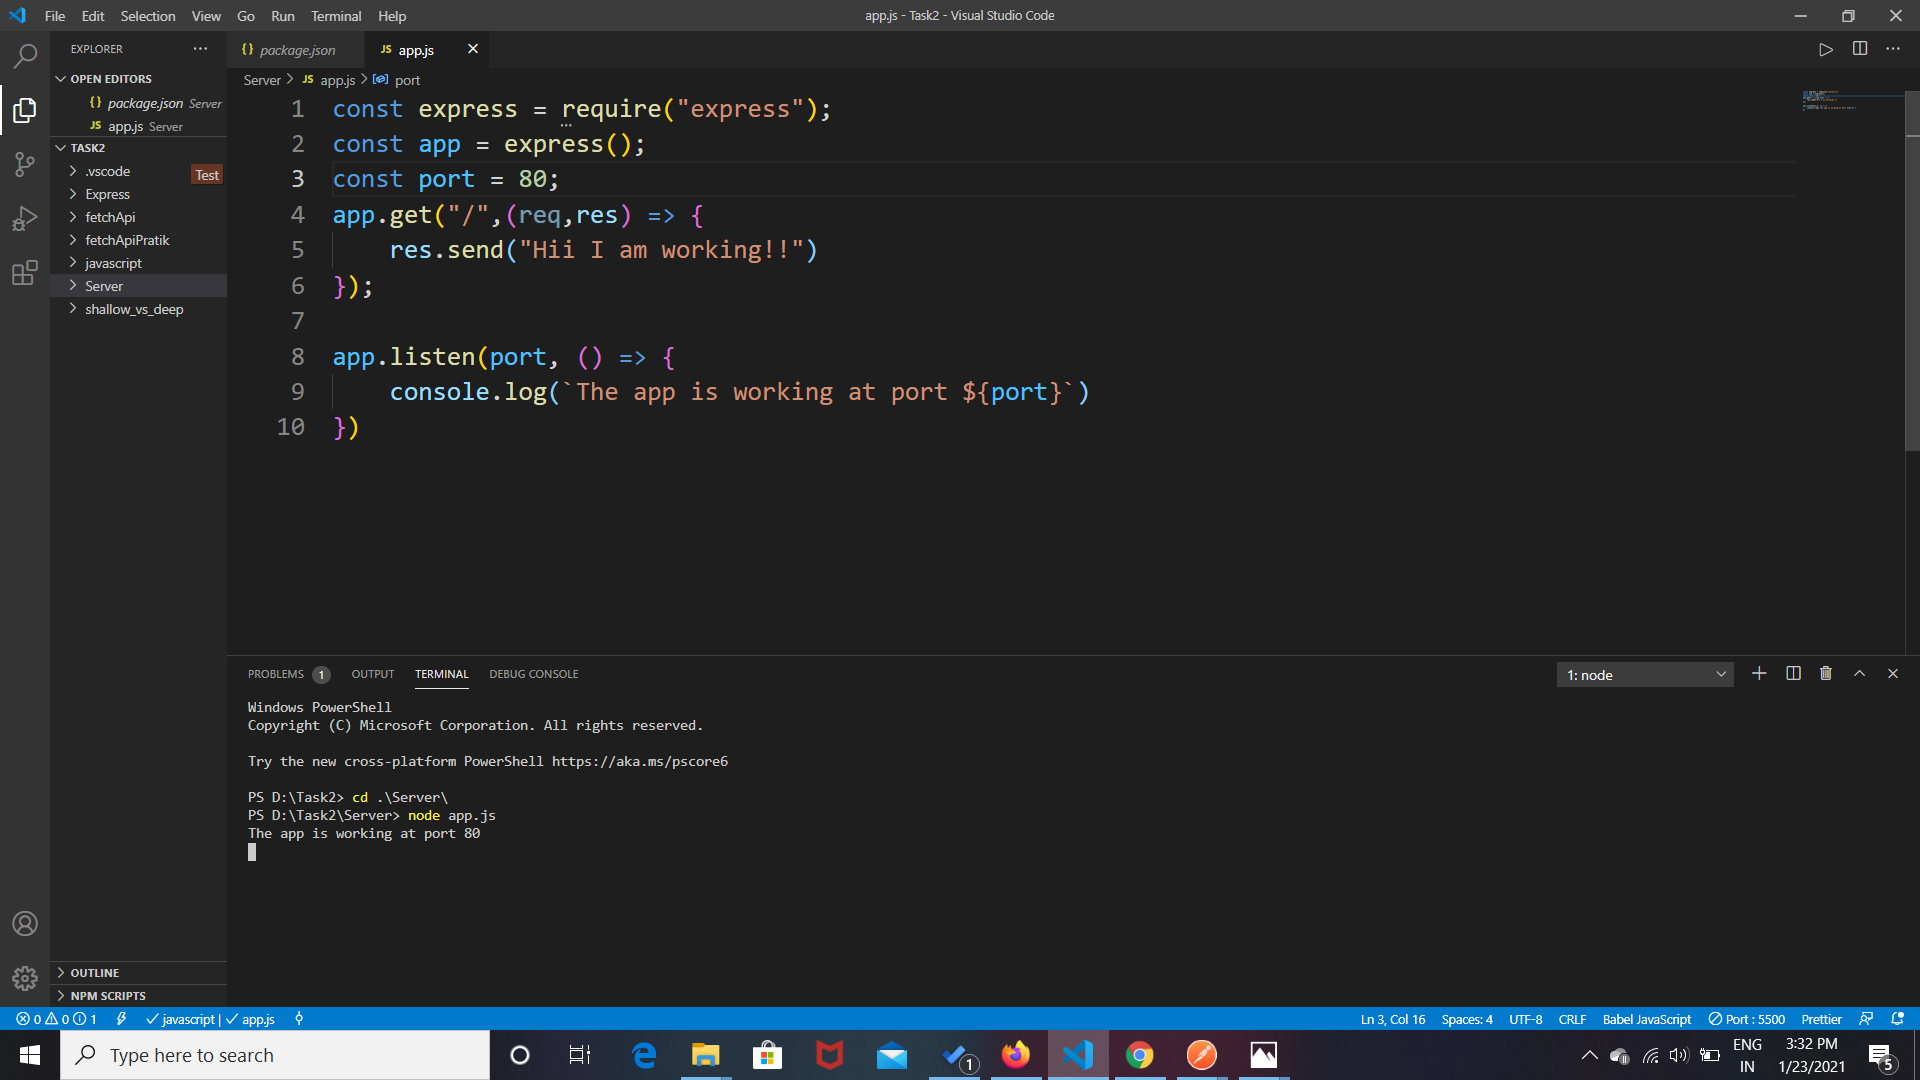 File Edit Selection View Go Run Terminal Help
app.js - Task2 - Visual Studio Code
EXPLORER
OPEN EDITORS
{} package.json Server
JS app.js Server
TASK2
.vscode
Test
Express
fetchApi
fetchApiPratik
javascript
Server
shallow_vs_deep
OUTLINE
NPM SCRIPTS
{} package.json
JS app.js
Server > JS app.js > port
1 const express = require("express");
2 const app = express();
3 const port = 80;
4 app.get("/",(req,res) => {
5     res.send("Hii I am working!!")
6 });
7
8 app.listen(port, () => {
9     console.log(`The app is working at port ${port}`)
10 })
PROBLEMS 1 OUTPUT TERMINAL DEBUG CONSOLE
1: node
Windows PowerShell
Copyright (C) Microsoft Corporation. All rights reserved.
Try the new cross-platform PowerShell https://aka.ms/pscore6
PS D:\Task2> cd .\Server\
PS D:\Task2\Server> node app.js
The app is working at port 80
0 0 1 javascript | app.js
Ln 3, Col 16 Spaces: 4 UTF-8 CRLF Babel JavaScript Port : 5500 Prettier
Type here to search
1
ENG
IN
3:32 PM
1/23/2021
5